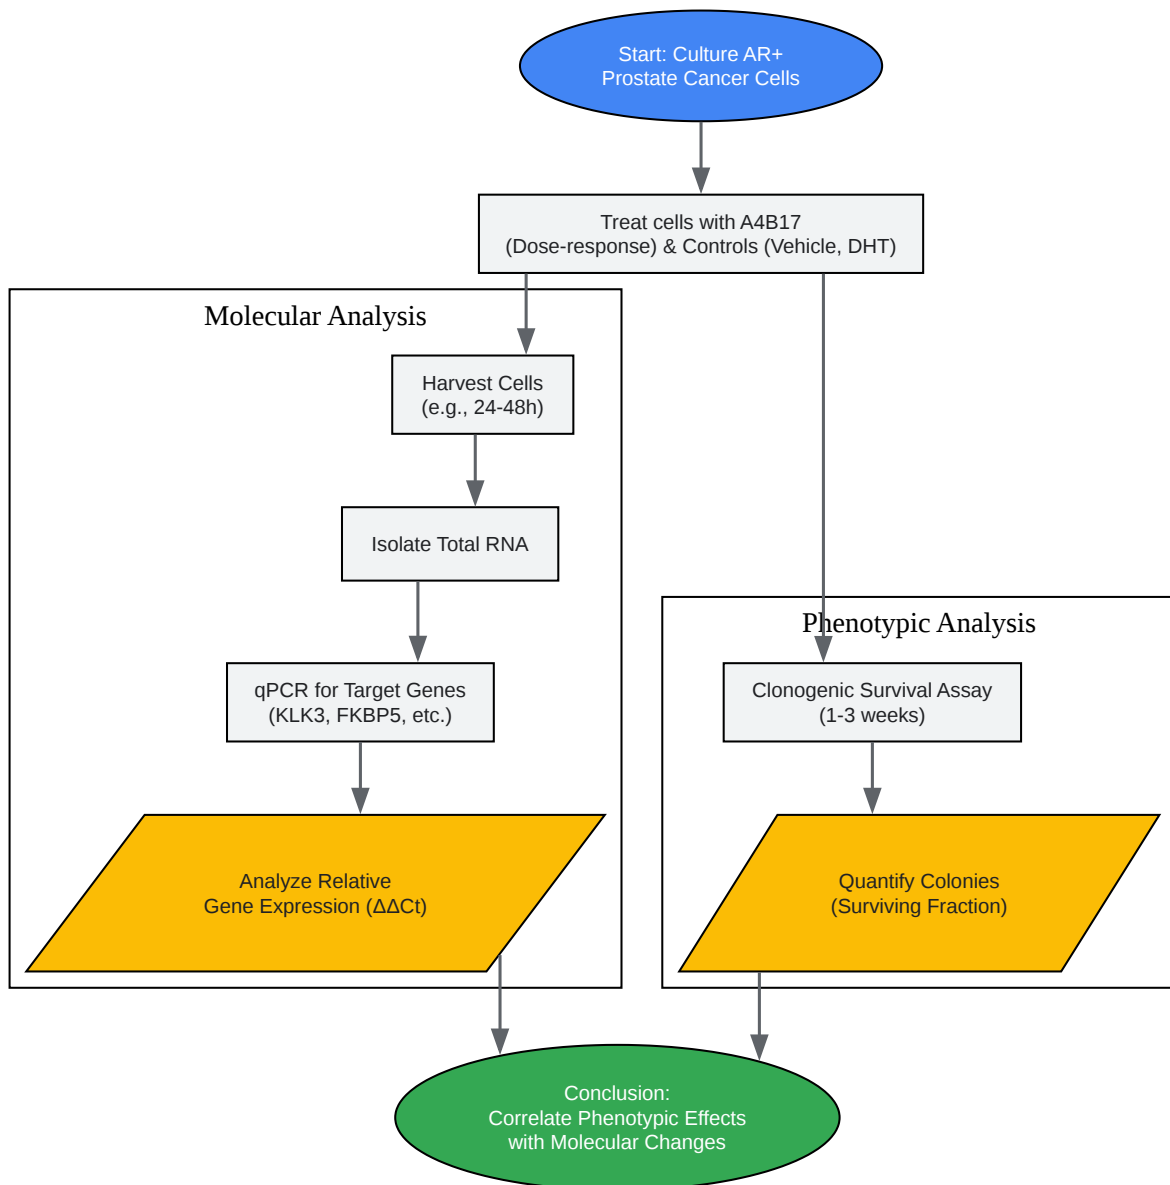 Start: Culture AR+
Prostate Cancer Cells
Treat cells with A4B17
(Dose-response) & Controls (Vehicle, DHT)
Molecular Analysis
Harvest Cells
(e.g., 24-48h)
Isolate Total RNA
qPCR for Target Genes
(KLK3, FKBP5, etc.)
Analyze Relative
Gene Expression (ΔΔCt)
Phenotypic Analysis
Clonogenic Survival Assay
(1-3 weeks)
Quantify Colonies
(Surviving Fraction)
Conclusion:
Correlate Phenotypic Effects
with Molecular Changes